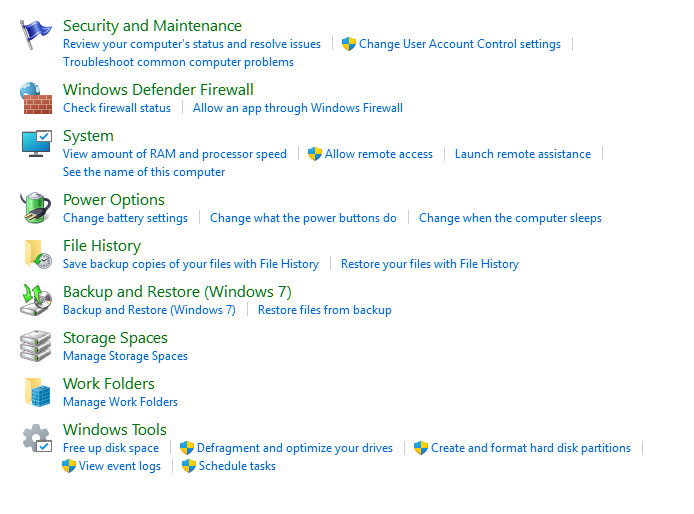 Security and Maintenance
Review your computer's status and resolve issues Change User Account Control settings
Troubleshoot common computer problems
Windows Defender Firewall
Check firewall status Allow an app through Windows Firewall
System
View amount of RAM and processor speed Allow remote access Launch remote assistance
See the name of this computer
Power Options
Change battery settings Change what the power buttons do Change when the computer sleeps
File History
Save backup copies of your files with File History Restore your files with File History
Backup and Restore (Windows 7)
Backup and Restore (Windows 7) Restore files from backup
Storage Spaces
Manage Storage Spaces
Work Folders
Manage Work Folders
Windows Tools
Free up disk space Defragment and optimize your drives Create and format hard disk partitions
View event logs Schedule tasks